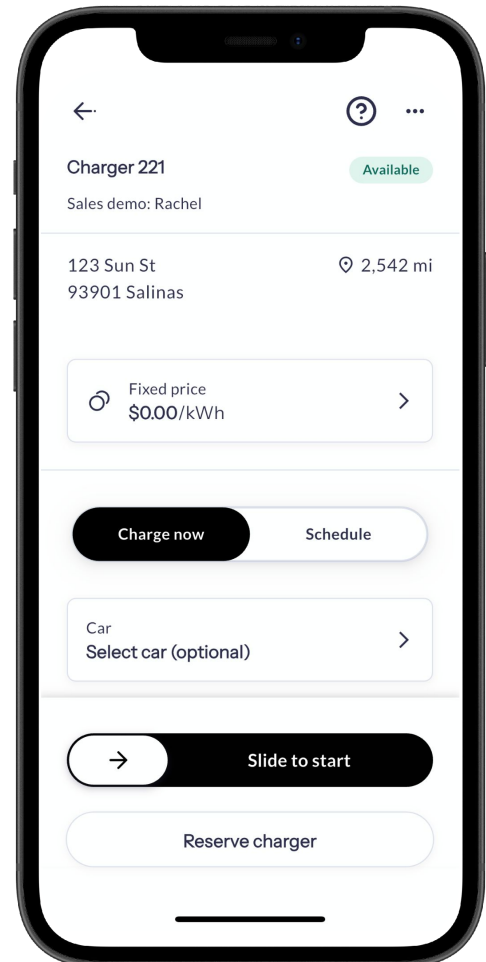 Charger 221
Available
Sales demo: Rachel
123 Sun St
2,542 mi
93901 Salinas
Fixed price
$0.00/kWh
Charge now
Schedule
Car
Select car (optional)
Slide to start
Reserve charger